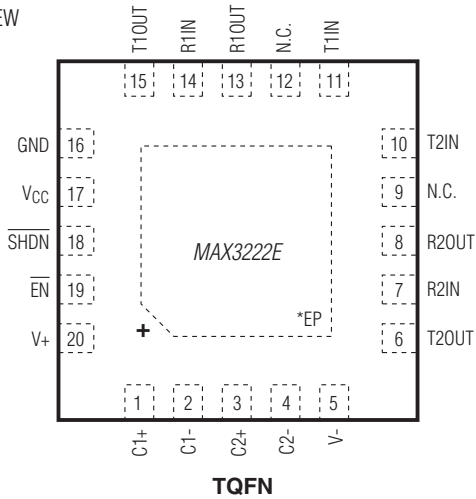 EW
T1OUT
R1IN
R1OUT
N.C.
T1IN
15 14 13 12 11
GND 16
VCC 17
SHDN 18
EN 19
V+ 20
10 T2IN
9 N.C.
8 R2OUT
7 R2IN
6 T2OUT
MAX3222E
*EP
+
1 2 3 4 5
C1+
C1-
C2+
C2-
V-
TQFN